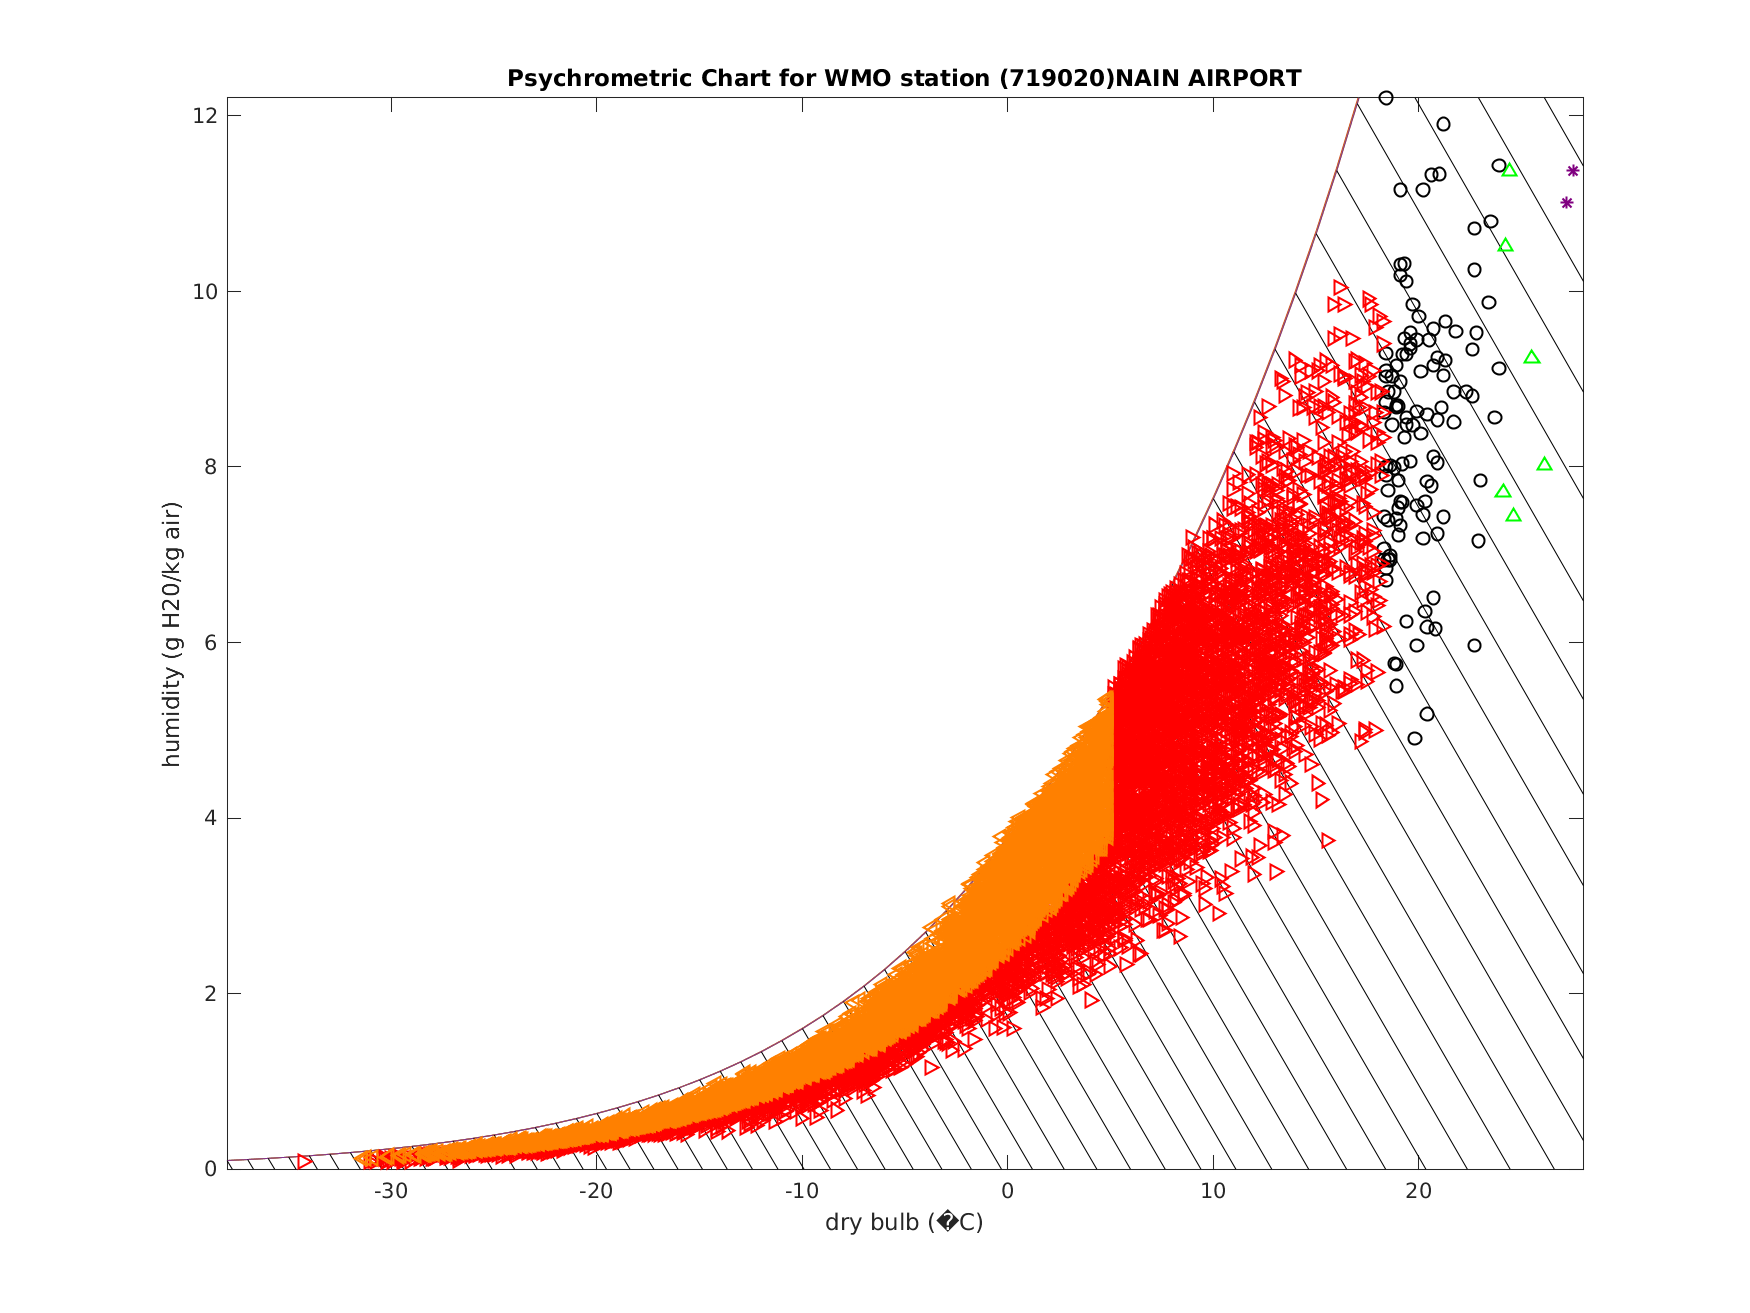 Psychrometric Chart for WMO station (719020)NAIN AIRPORT
12
10
8
6
4
2
0
humidity (g H20/kg air)
-30 -20 -10 0 10 20
dry bulb (�C)